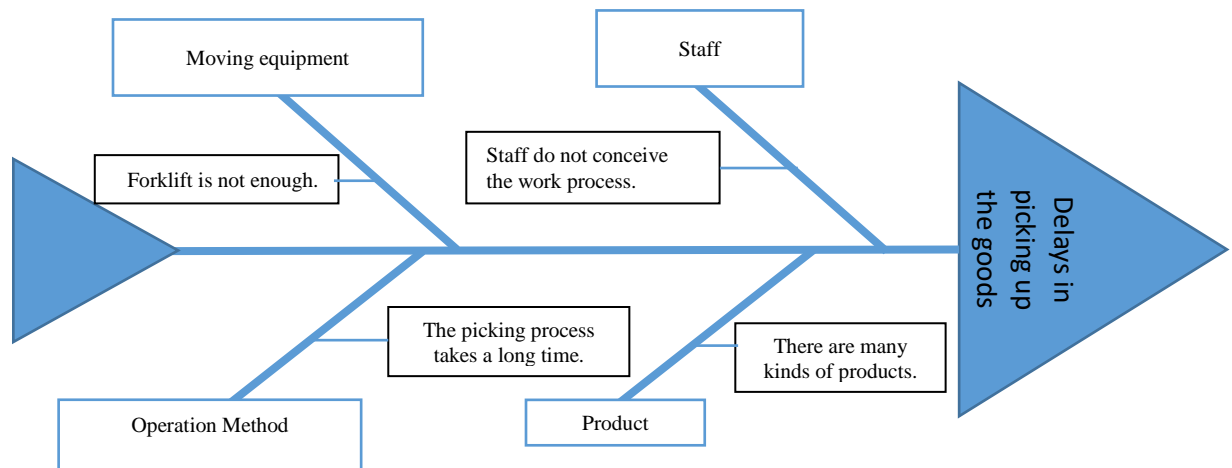 Moving equipment
Staff
Forklift is not enough.
Staff do not conceive
the work process.
Delays in
picking up
the goods
The picking process
takes a long time.
There are many
kinds of products.
Operation Method
Product